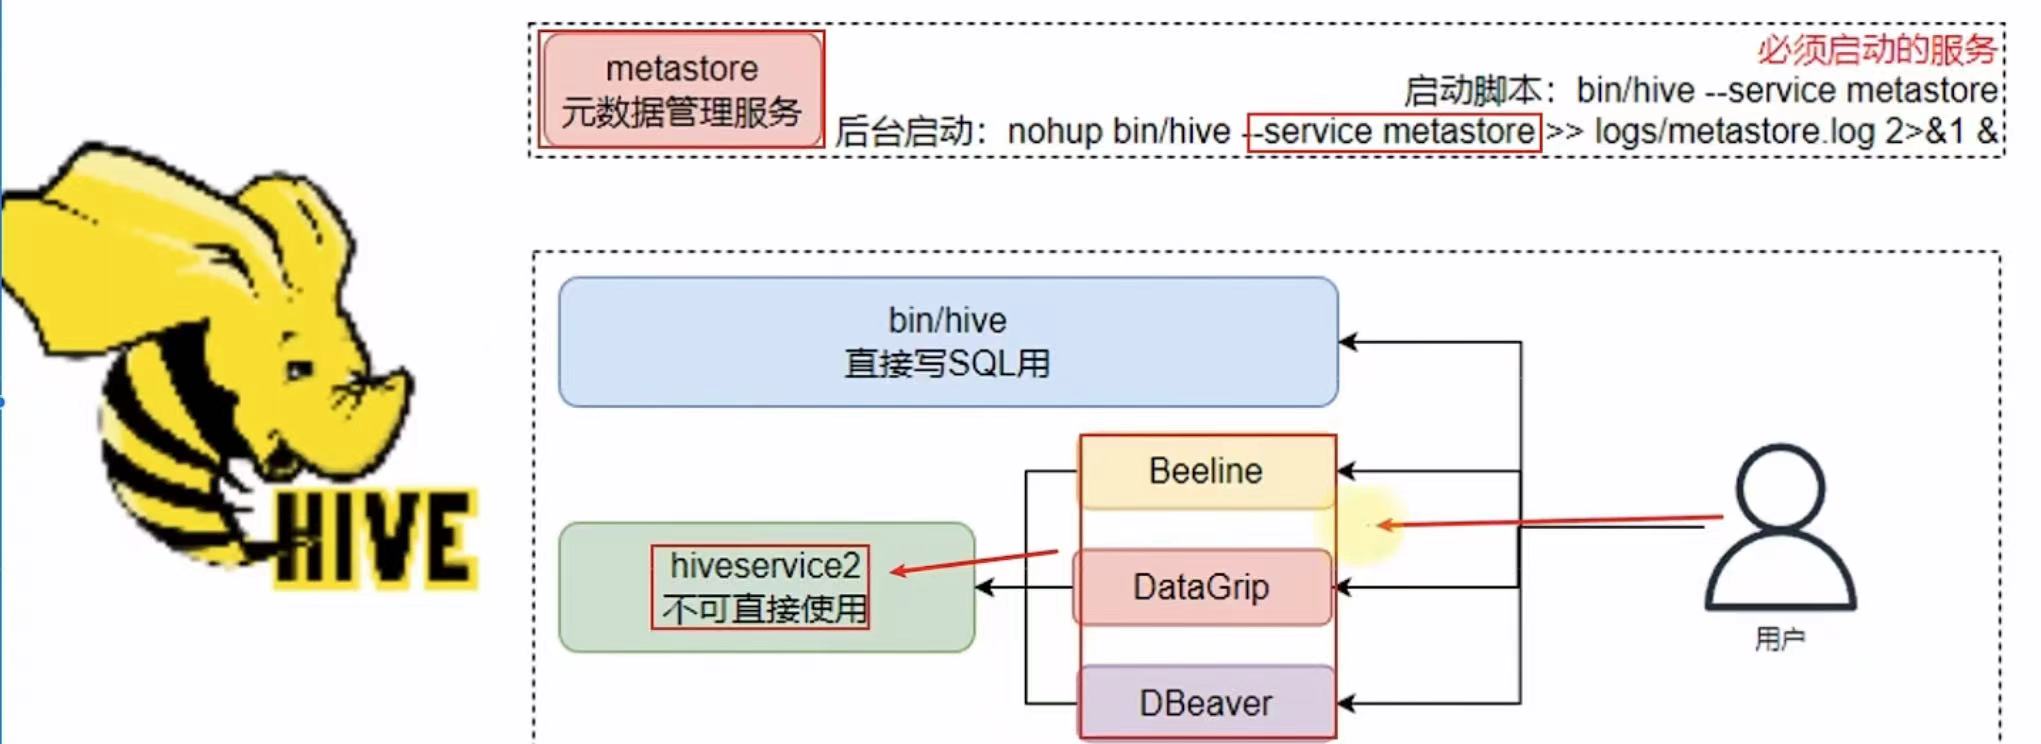 metastore
元数据管理服务
必须启动的服务
启动脚本：bin/hive --service metastore
后台启动：nohup bin/hive --service metastore >> logs/metastore.log 2>&1 &
HIVE
bin/hive
直接写SQL用
Beeline
hiveservice2
不可直接使用
DataGrip
DBeaver
用户